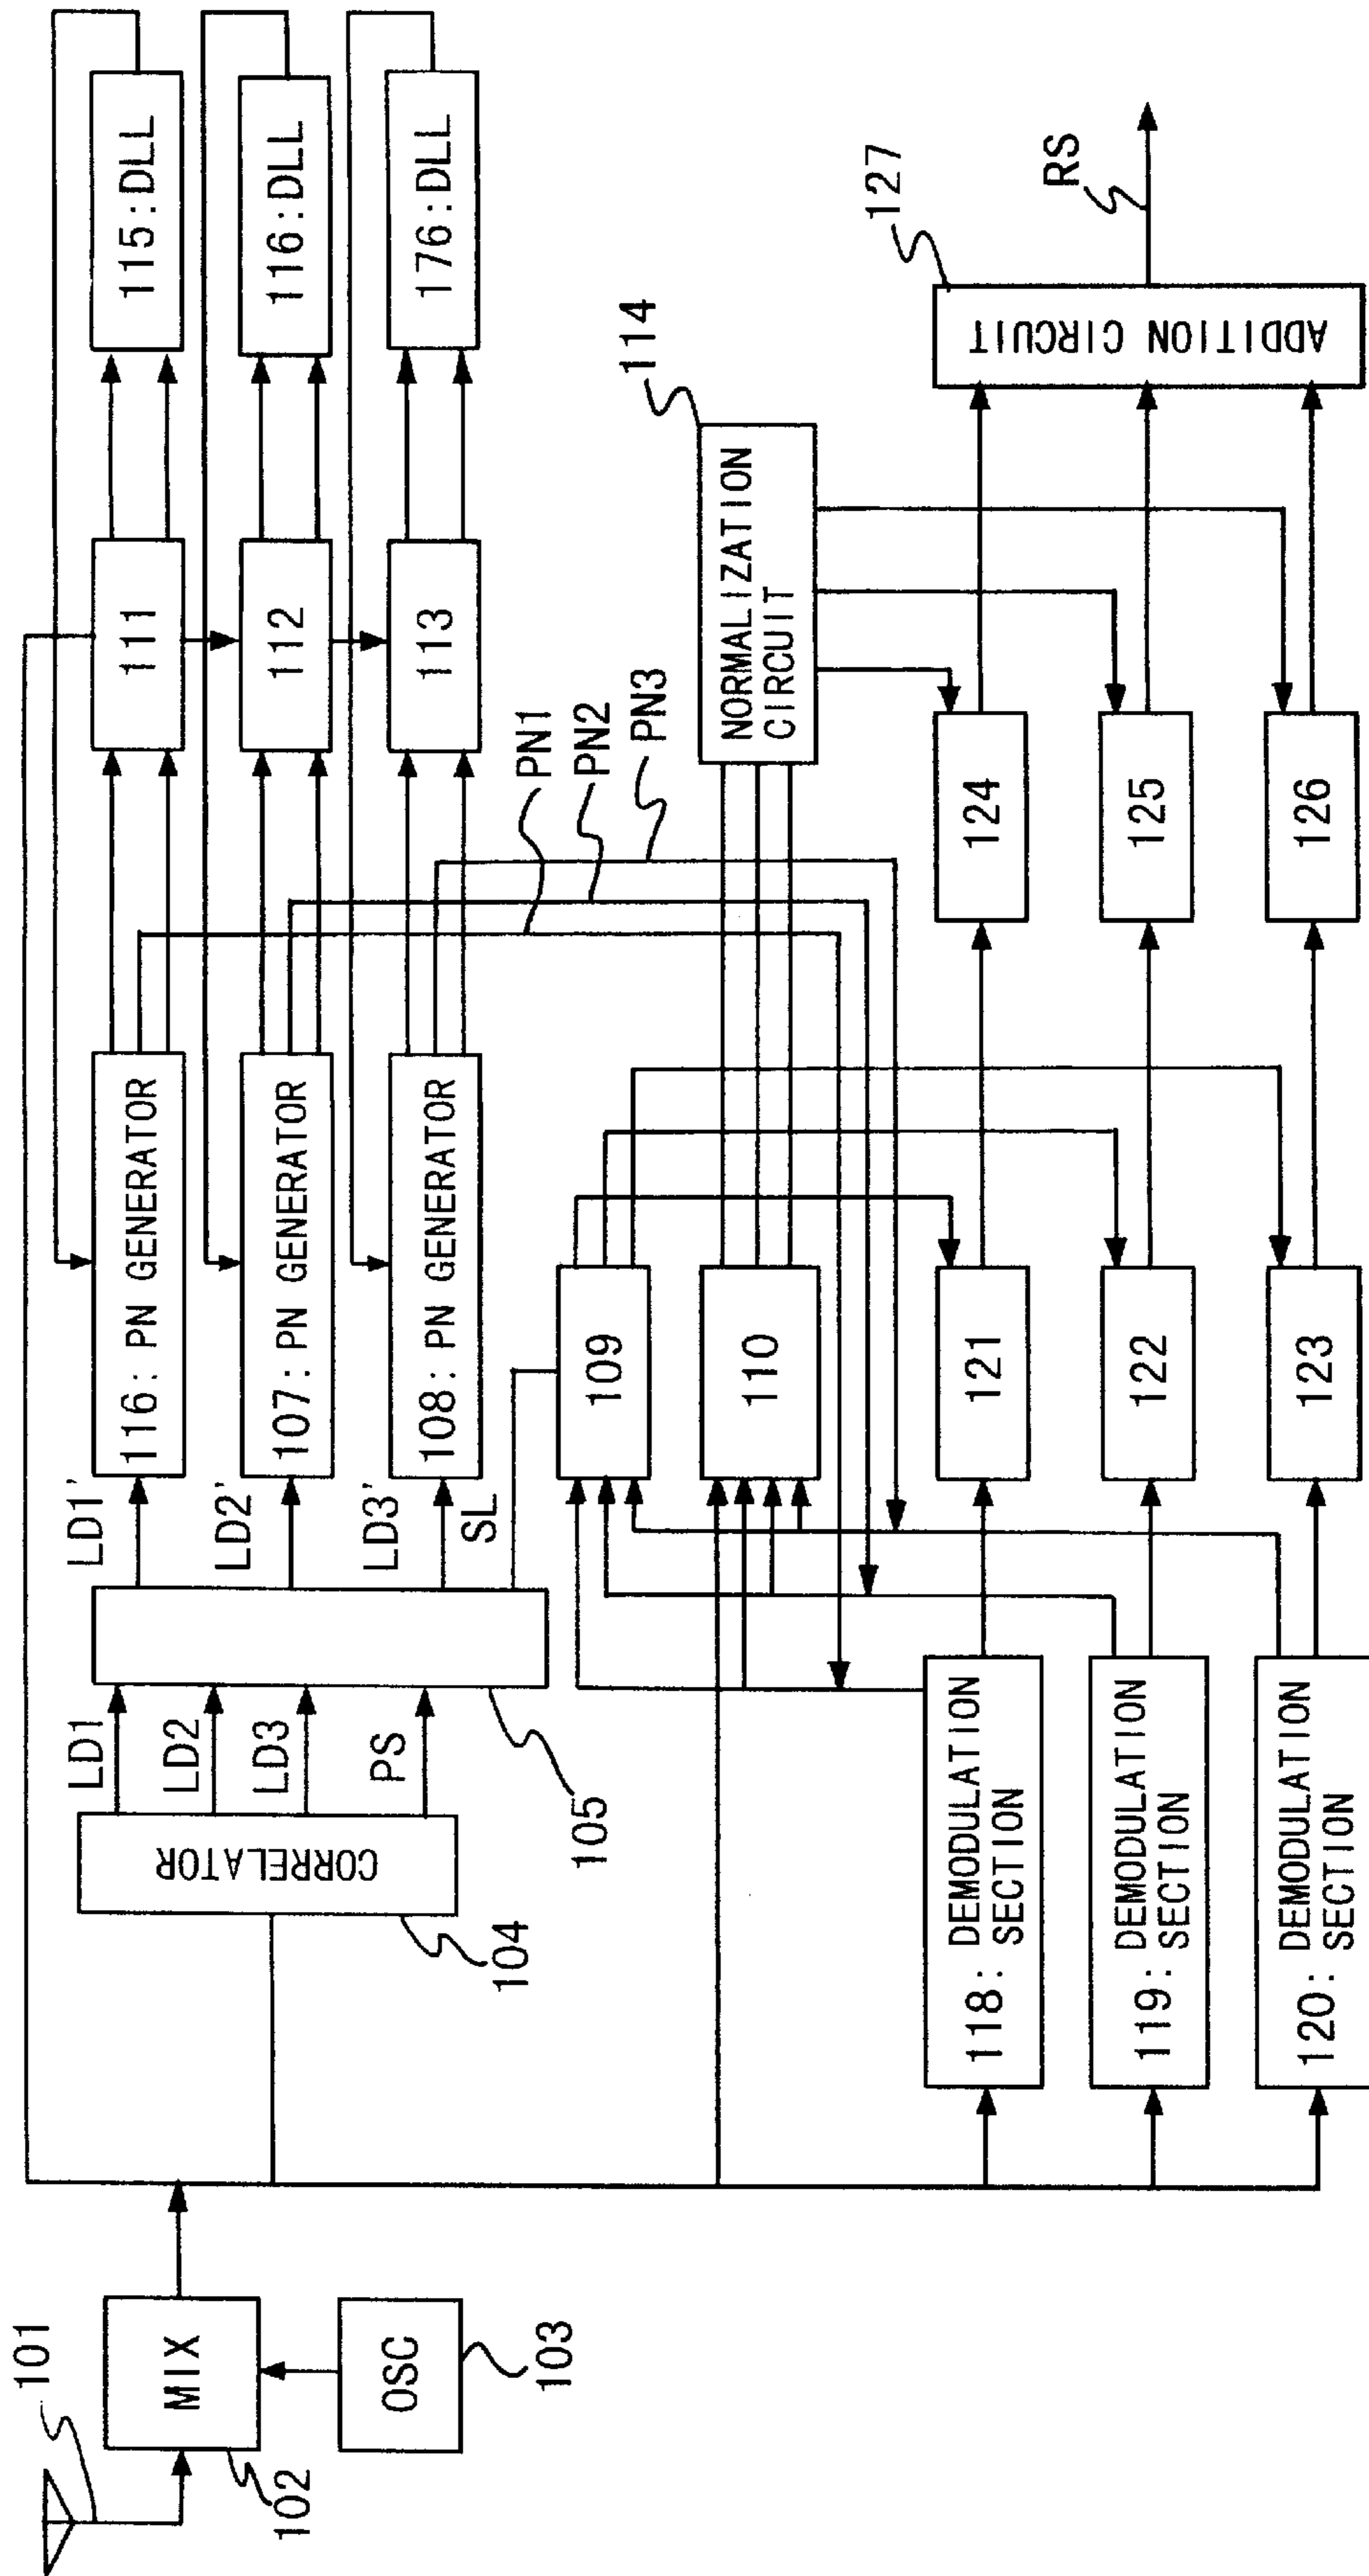 101
MIX
102
OSC
103
CORRELATOR
104
LD1
LD2
LD3
PS
105
LD1'
LD2'
LD3'
SL
116: PN GENERATOR
107: PN GENERATOR
108: PN GENERATOR
111
112
113
115:DLL
116:DLL
176:DLL
PN1
PN2
PN3
109
110
NORMALIZATION
CIRCUIT
114
118: DEMODULATION
SECTION
119: DEMODULATION
SECTION
120: DEMODULATION
SECTION
121
122
123
124
125
126
ADDITION CIRCUIT
127
RS